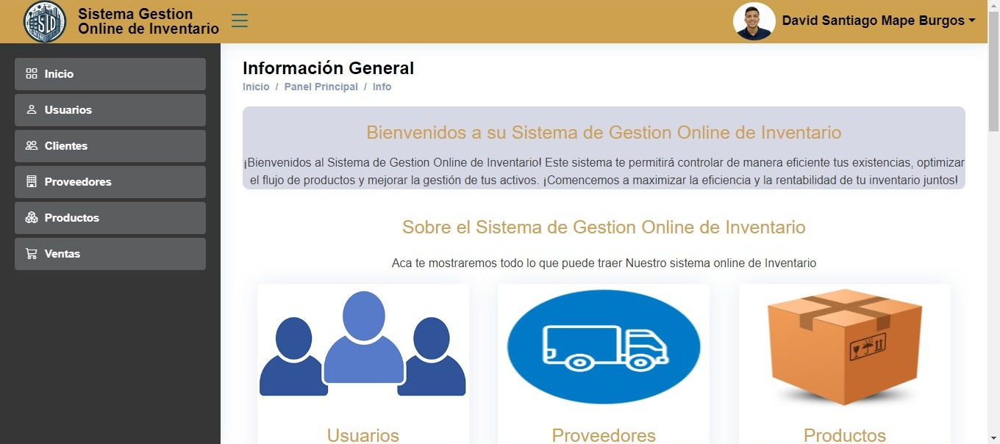 SLD
Sistema Gestion
Online de Inventario
David Santiago Mape Burgos
Inicio
Usuarios
Clientes
Proveedores
Productos
Ventas
Información General
Inicio / Panel Principal / Info
Bienvenidos a su Sistema de Gestion Online de Inventario
¡Bienvenidos al Sistema de Gestion Online de Inventario! Este sistema te permitirá controlar de manera eficiente tus existencias, optimizar
el flujo de productos y mejorar la gestión de tus activos. ¡Comencemos a maximizar la eficiencia y la rentabilidad de tu inventario juntos!
Sobre el Sistema de Gestion Online de Inventario
Aca te mostraremos todo lo que puede traer Nuestro sistema online de Inventario
Usuarios
Proveedores
Productos